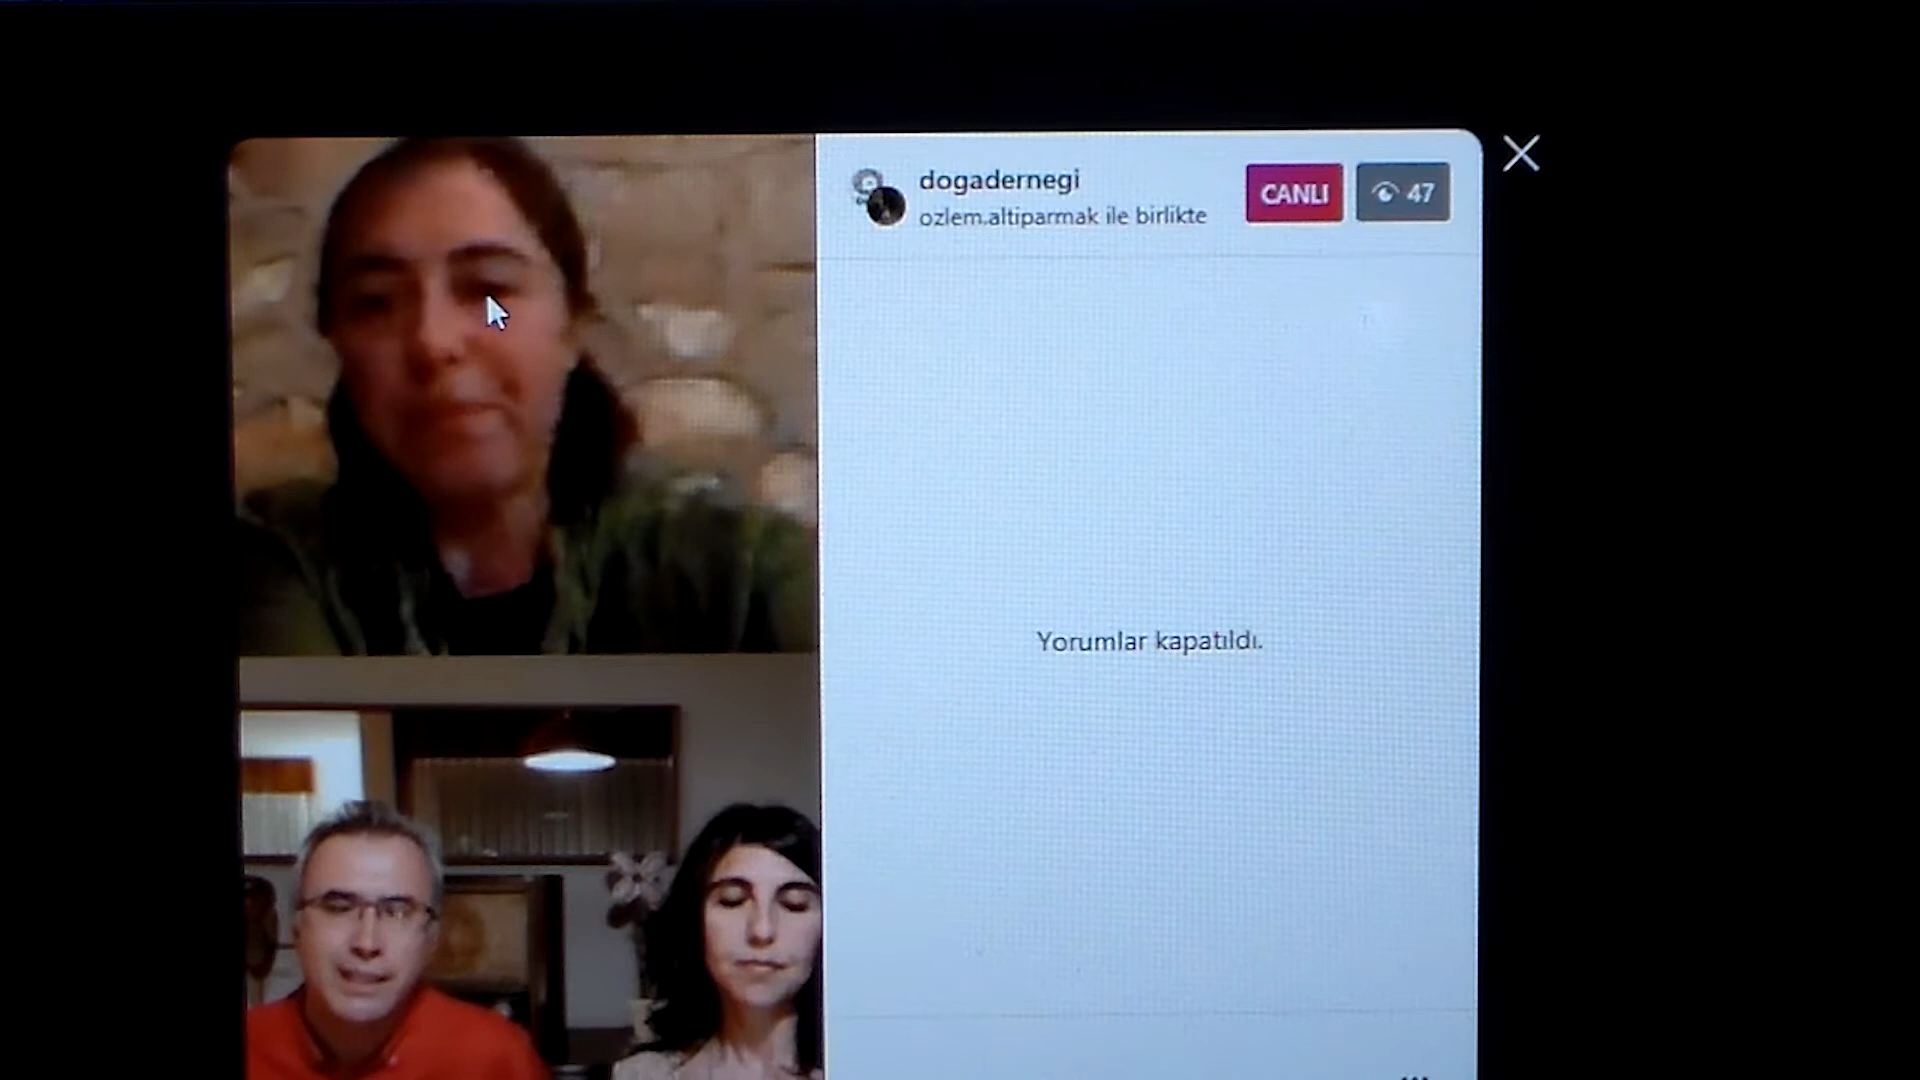 dogadernegi
ozlem.altiparmak ile birlikte
CANLI
47
Yorumlar kapatıldı.